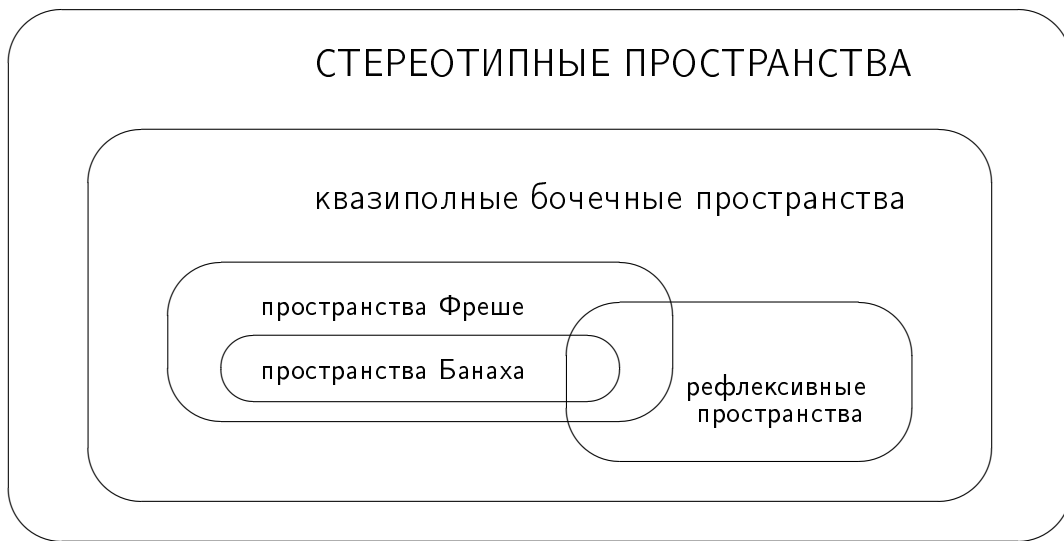 СТЕРЕОТИПНЫЕ ПРОСТРАНСТВА
квазиполные бочечные пространства
пространства Фреше
пространства Банаха
рефлексивные
пространства